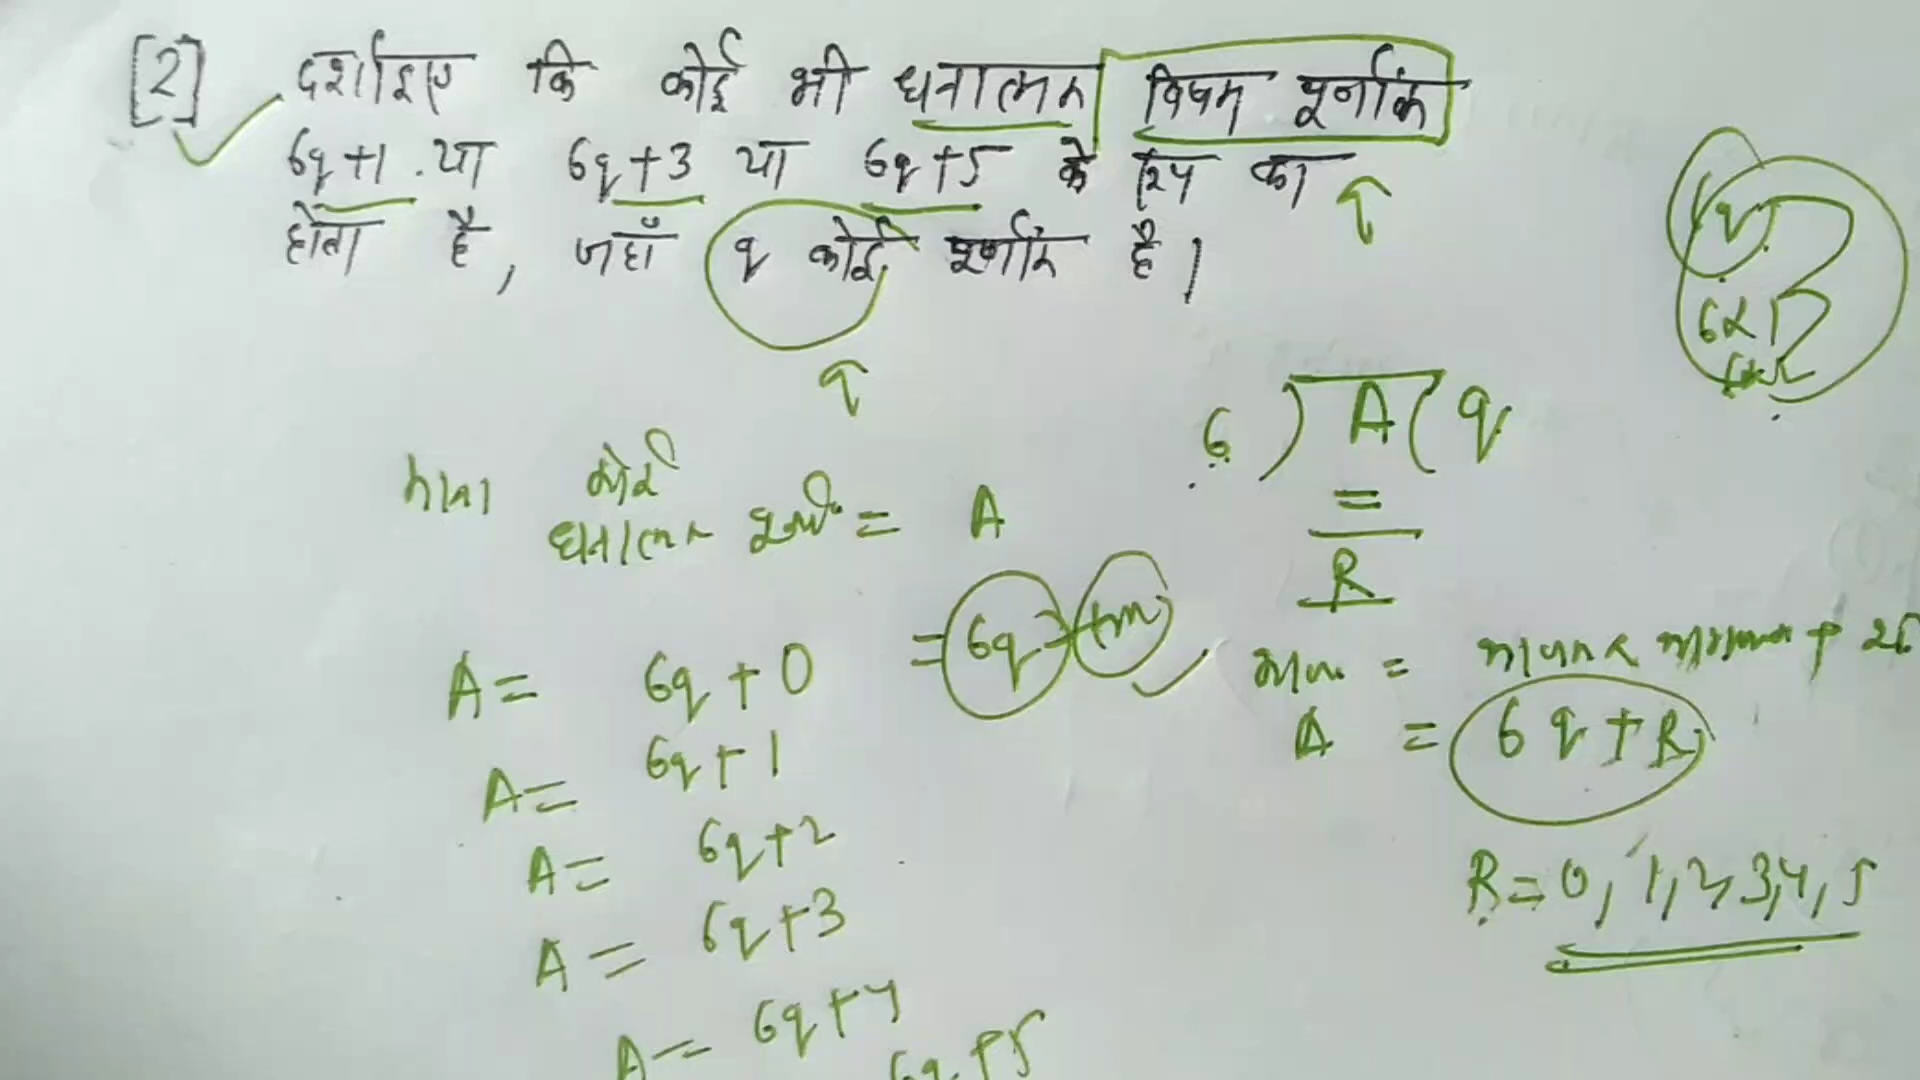 [2] दर्शाइए कि कोई भी धनात्मक विषम पूर्णांक
6q+1 या 6q+3 या 6q+5 के रूप का
होता है, जहाँ q कोई पूर्णांक है।
q
q
6) A ( q
=
R
माना कोई
धनात्मक = A
= 6q + m
A = 6q + 0
A = 6q+1
A = 6q+2
A = 6q+3
A = 6q+4
6q+5
=
A = 6q + R
R = 0, 1, 2, 3, 4, 5